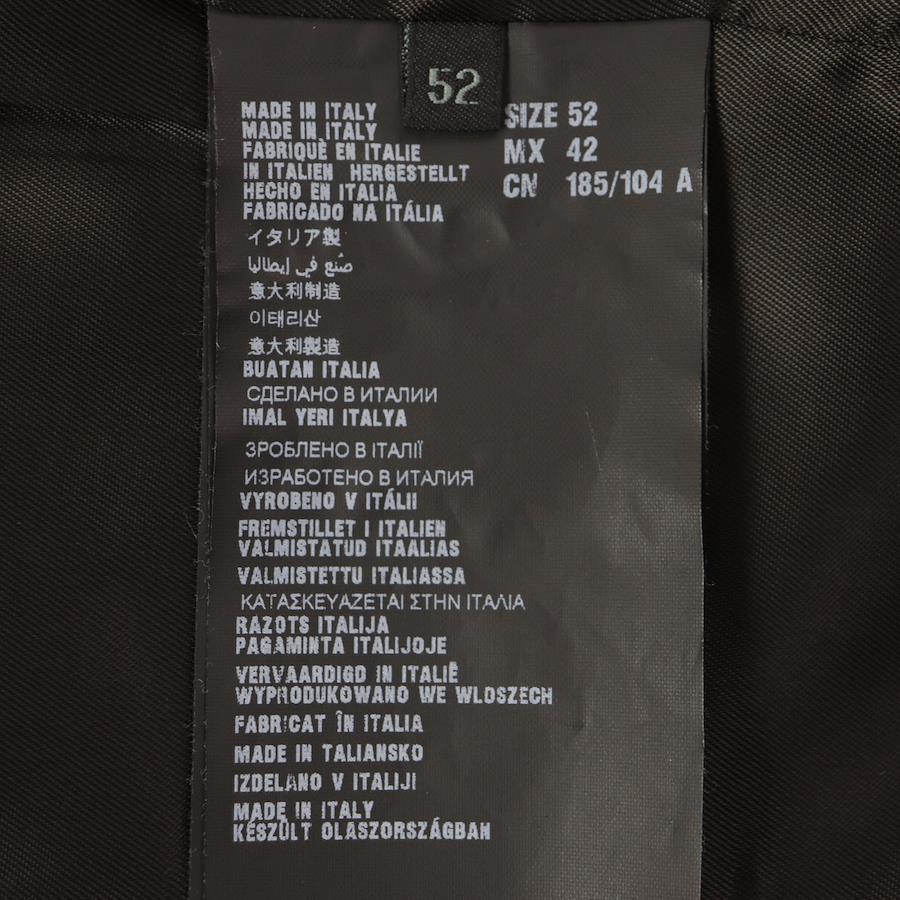 52
MADE IN ITALY
MADE IN ITALY
FABRIQUÈ EN ITALIE
IN ITALIEN HERGESTELLT
HECHO EN ITALIA
FABRICADO NA ITÁLIA
イタリア製
صُنع في إيطاليا
意大利制造
이태리산
意大利製造
BUATAN ITALIA
СДЕЛАНО В ИТАЛИИ
IMAL YERI ITALYA
ЗРОБЛЕНО В ІТАЛІЇ
ИЗРАБОТЕНО В ИТАЛИЯ
VYROBENO V ITÁLII
FREMSTILLET I ITALIEN
VALMISTATUD ITAALIAS
VALMISTETTU ITALIASSA
ΚΑΤΑΣΚΕΥΑΖΕΤΑΙ ΣΤΗΝ ΙΤΑΛΙΑ
RAZOTS ITALIJA
PAGAMINTA ITALIJOJE
VERVAARDIGD IN ITALIË
WYPRODUKOWANO WE WLOSZECH
FABRICAT ÎN ITALIA
MADE IN TALIANSKO
IZDELANO V ITALIJI
MADE IN ITALY
KÉSZÜLT OLASZORSZÁGBAN
SIZE 52
MX 42
CN 185/104 A